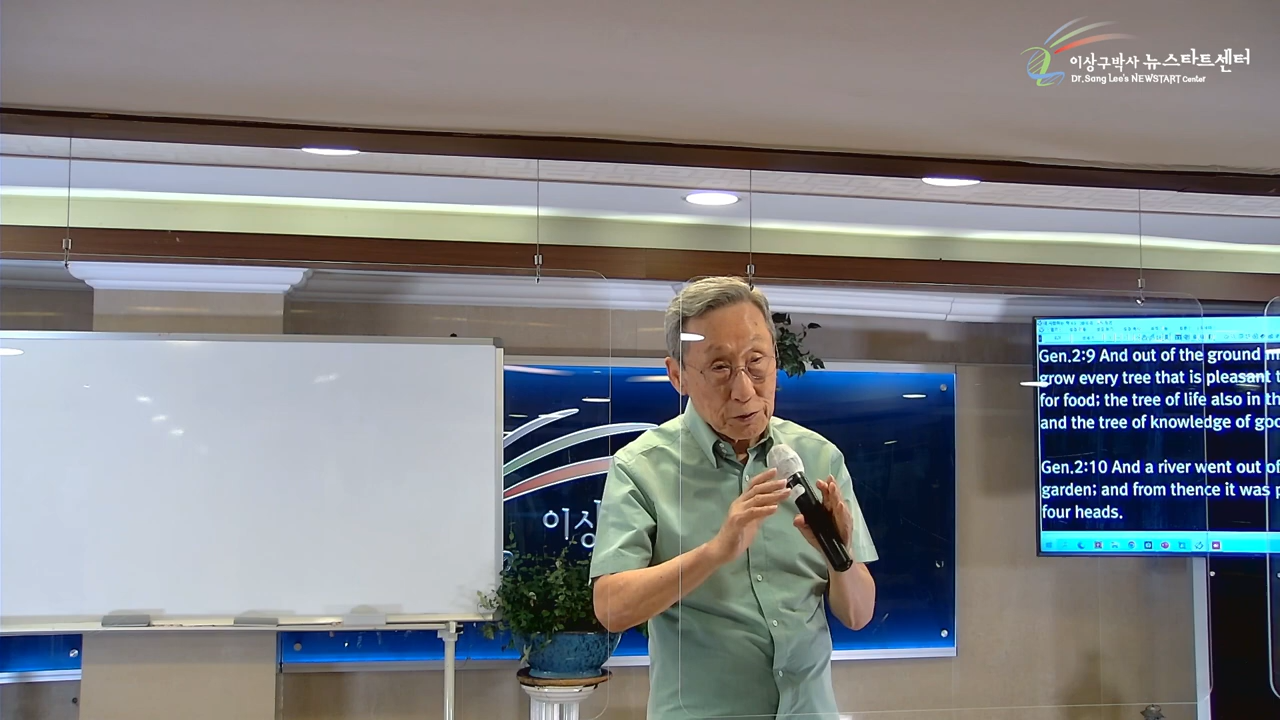 이상구박사 뉴스타트센터
Dr. Sang Lee's NEWSTART Center
이상
Gen.2:9 And out of the ground
grow every tree that is pleasant
for food; the tree of life also in
and the tree of knowledge of
Gen.2:10 And a river went out of
garden; and from thence it was
four heads.